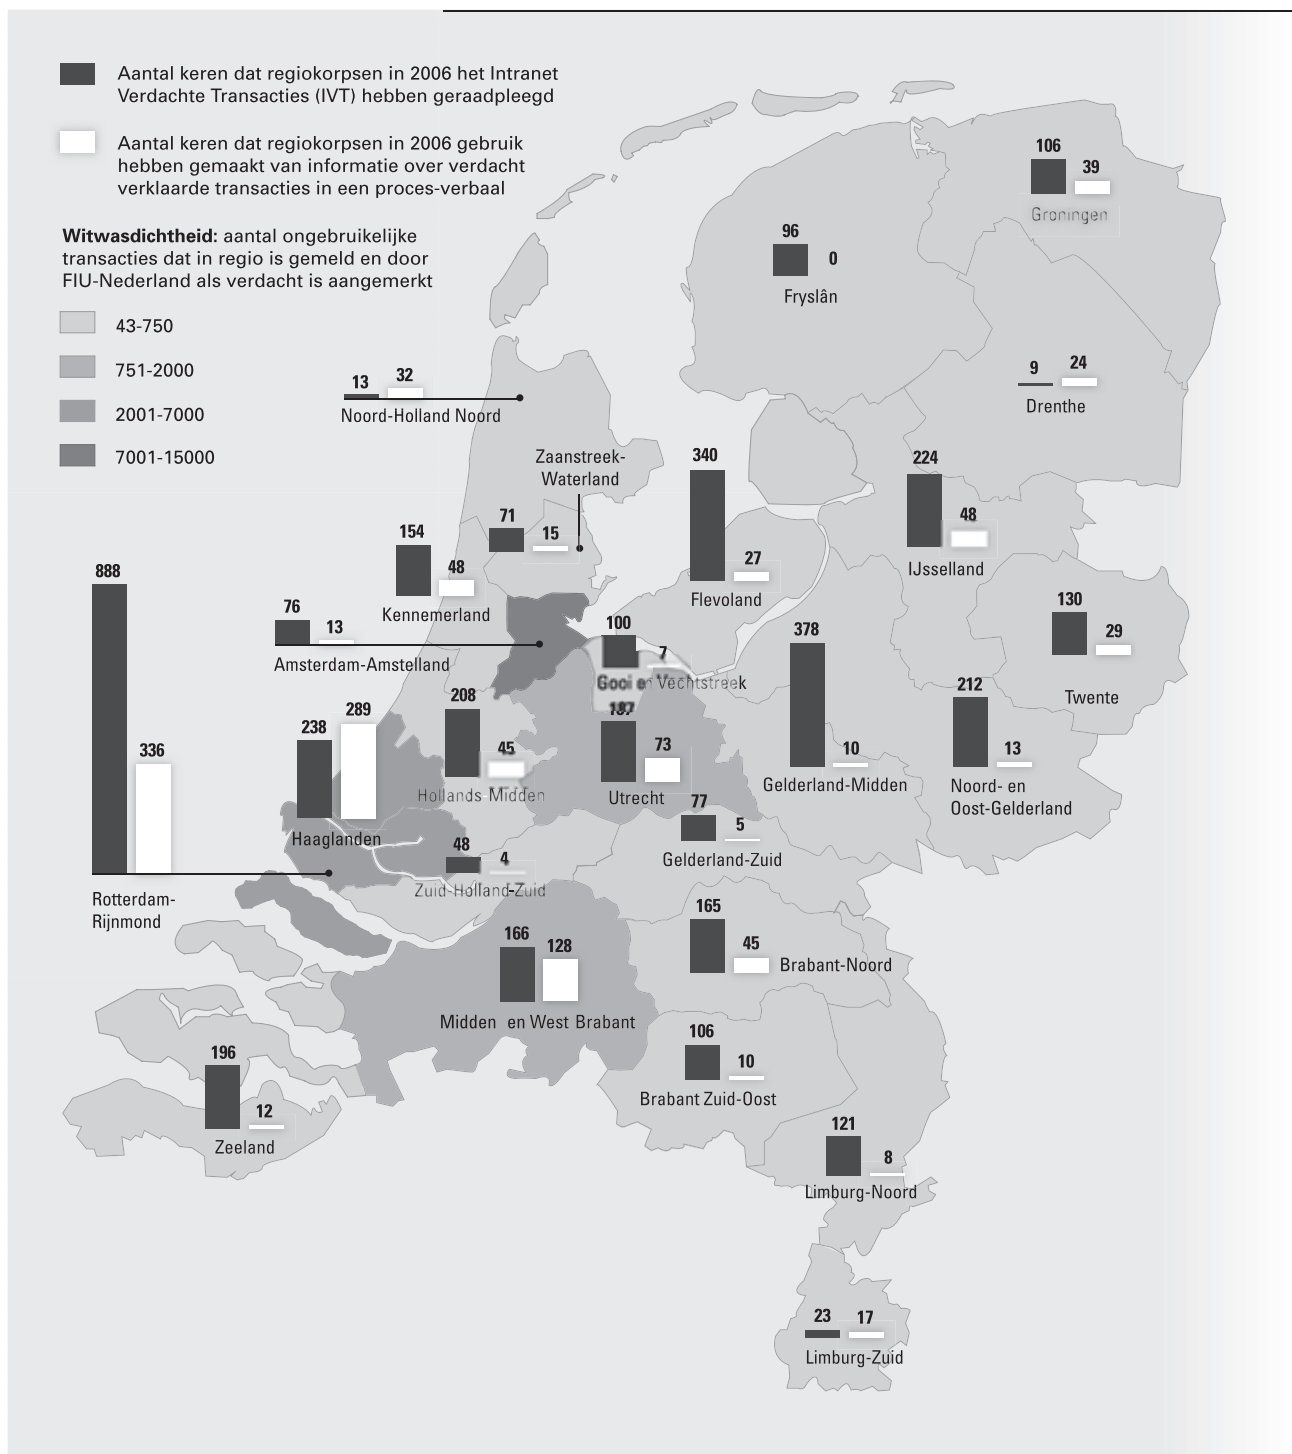 Aantal keren dat regiokorpsen in 2006 het Intranet
Verdachte Transacties (IVT) hebben geraadpleegd
Aantal keren dat regiokorpsen in 2006 gebruik
hebben gemaakt van informatie over verdacht
verklaarde transacties in een proces-verbaal
Witwasdichtheid: aantal ongebruikelijke
transacties dat in regio is gemeld en door
FIU-Nederland als verdacht is aangemerkt
43-750
751-2000
2001-7000
7001-15000
106
39
Groningen
96
0
Fryslân
9
24
Drenthe
13
32
Noord-Holland Noord
Zaanstreek-
Waterland
71
15
340
27
Flevoland
224
48
IJsselland
154
48
Kennemerland
130
29
Twente
76
13
Amsterdam-Amstelland
100
7
Gooi en Vechtstreek
378
10
Gelderland-Midden
212
13
Noord- en
Oost-Gelderland
888
336
Rotterdam-
Rijnmond
238
289
Haaglanden
208
45
Hollands-Midden
187
73
Utrecht
77
5
Gelderland-Zuid
48
4
Zuid-Holland-Zuid
166
128
Midden en West Brabant
165
45
Brabant-Noord
106
10
Brabant Zuid-Oost
196
12
Zeeland
121
8
Limburg-Noord
23
17
Limburg-Zuid